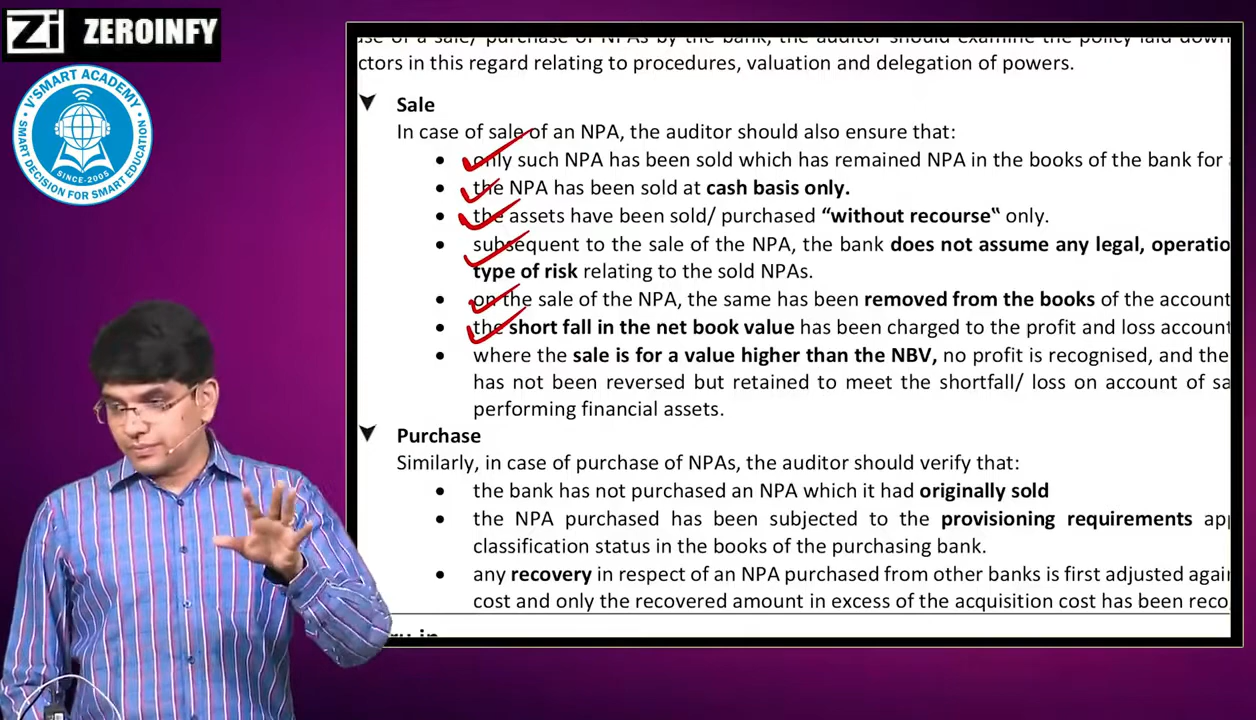 Zi ZEROINFY
V'SMART ACADEMY
SINCE-2005
SMART DECISION FOR SMART EDUCATION
of a sale/ purchase of NPAs by the bank, the auditor should examine the policy laid down
ctors in this regard relating to procedures, valuation and delegation of powers.
Sale
In case of sale of an NPA, the auditor should also ensure that:
• only such NPA has been sold which has remained NPA in the books of the bank for
• the NPA has been sold at cash basis only.
• the assets have been sold/ purchased “without recourse‟ only.
• subsequent to the sale of the NPA, the bank does not assume any legal, operatio
type of risk relating to the sold NPAs.
• on the sale of the NPA, the same has been removed from the books of the account
• the short fall in the net book value has been charged to the profit and loss account
• where the sale is for a value higher than the NBV, no profit is recognised, and the
has not been reversed but retained to meet the shortfall/ loss on account of sa
performing financial assets.
Purchase
Similarly, in case of purchase of NPAs, the auditor should verify that:
• the bank has not purchased an NPA which it had originally sold
• the NPA purchased has been subjected to the provisioning requirements app
classification status in the books of the purchasing bank.
• any recovery in respect of an NPA purchased from other banks is first adjusted agai
cost and only the recovered amount in excess of the acquisition cost has been reco